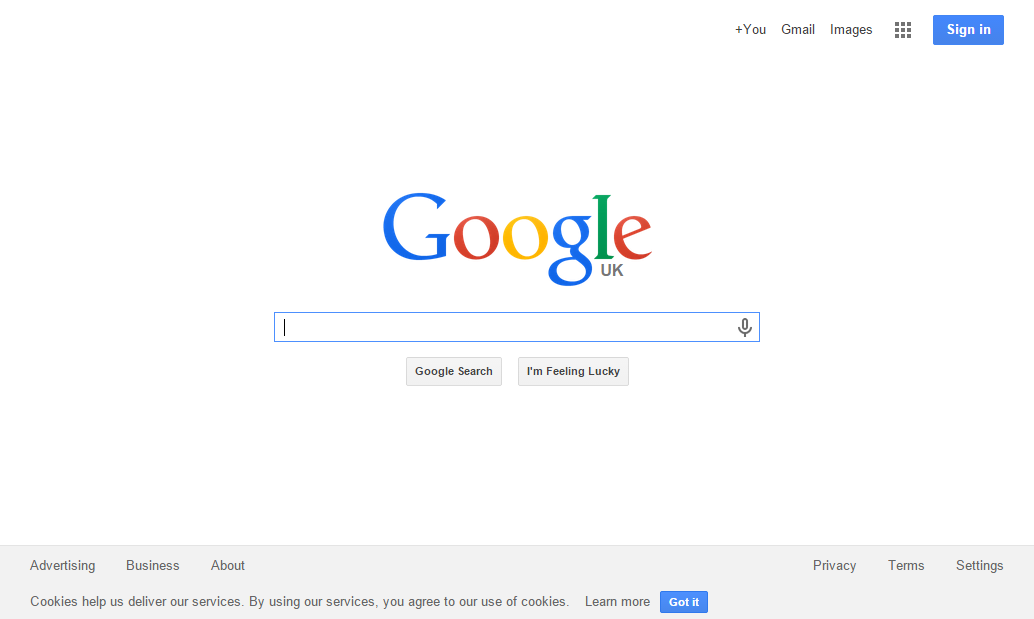 +You Gmail Images Sign in
Google
UK
Google Search I'm Feeling Lucky
Advertising Business About Privacy Terms Settings
Cookies help us deliver our services. By using our services, you agree to our use of cookies. Learn more Got it